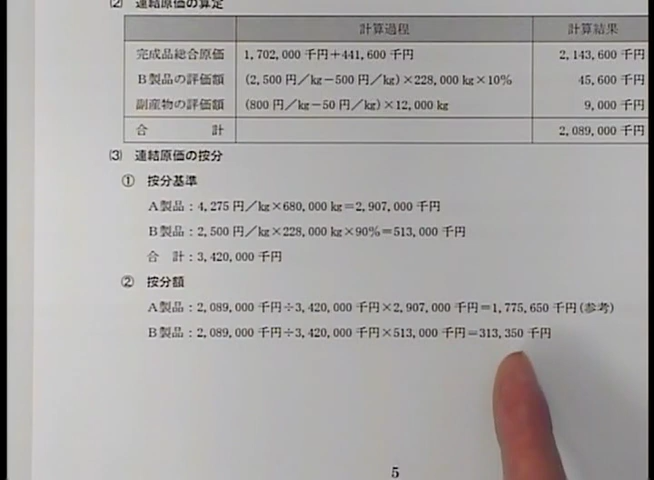 ⑵ 連結原価の算定
計算過程 計算結果
完成品総合原価 1,702,000 千円＋441,600 千円 2,143,600 千円
B製品の評価額 (2,500 円／kg－500 円／kg)×228,000 kg×10% 45,600 千円
副産物の評価額 (800 円／kg－50 円／kg)×12,000 kg 9,000 千円
合 計 2,089,000 千円
⑶ 連結原価の按分
① 按分基準
A製品：4,275 円／kg×680,000 kg＝2,907,000 千円
B製品：2,500 円／kg×228,000 kg×90%＝513,000 千円
合 計：3,420,000 千円
② 按分額
A製品：2,089,000 千円÷3,420,000 千円×2,907,000 千円＝1,775,650 千円(参考)
B製品：2,089,000 千円÷3,420,000 千円×513,000 千円＝313,350 千円
5